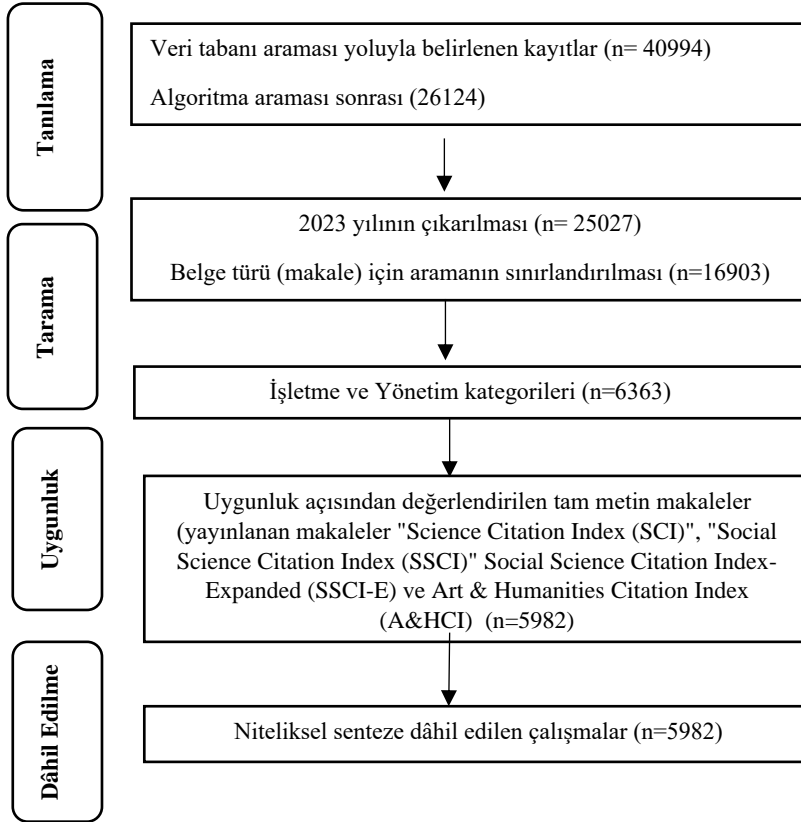 Tanılama
Veri tabanı araması yoluyla belirlenen kayıtlar (n= 40994)
Algoritma araması sonrası (26124)
Tarama
2023 yılının çıkarılması (n= 25027)
Belge türü (makale) için aramanın sınırlandırılması (n=16903)
İşletme ve Yönetim kategorileri (n=6363)
Uygunluk
Uygunluk açısından değerlendirilen tam metin makaleler
(yayınlanan makaleler "Science Citation Index (SCI)", "Social
Science Citation Index (SSCI)" Social Science Citation Index-
Expanded (SSCI-E) ve Art & Humanities Citation Index
(A&HCI) (n=5982)
Dâhil Edilme
Niteliksel senteze dâhil edilen çalışmalar (n=5982)